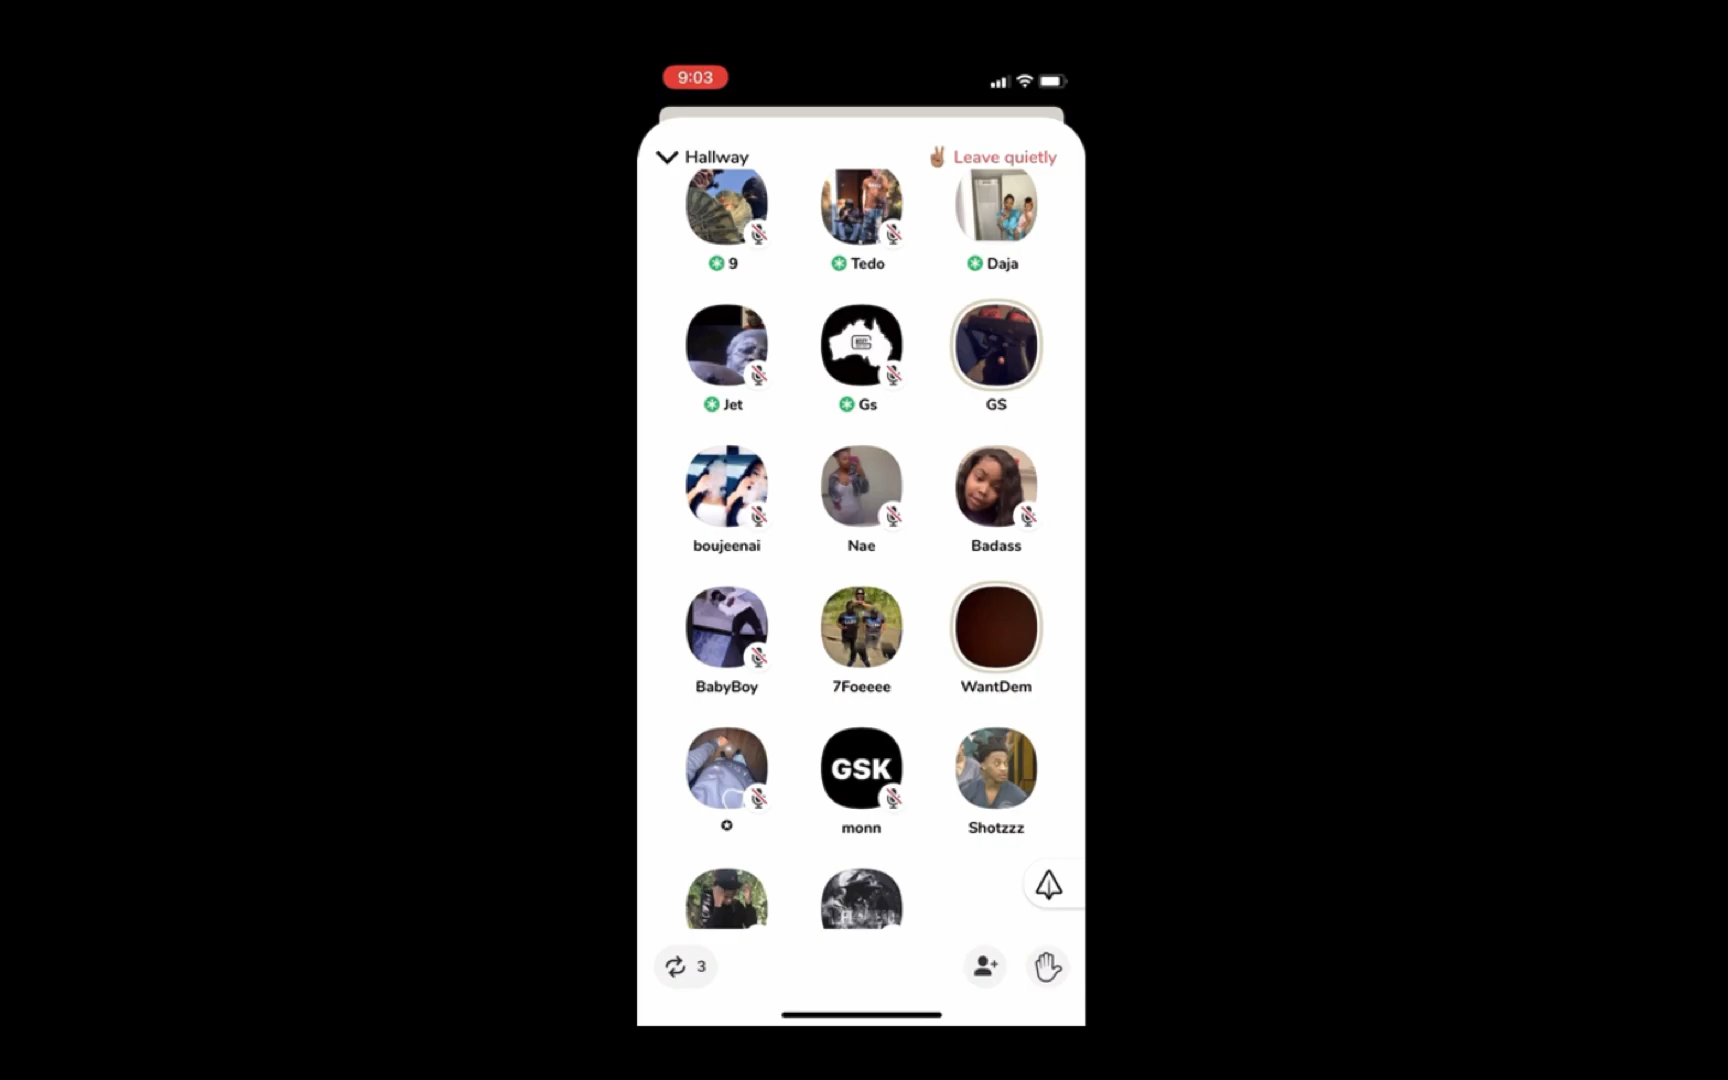 9:03
Hallway
✌🏽 Leave quietly
9
Tedo
Daja
Jet
Gs
GS
boujeenai
Nae
Badass
BabyBoy
7Foeeee
WantDem
GSK
✪
monn
Shotzzz
3